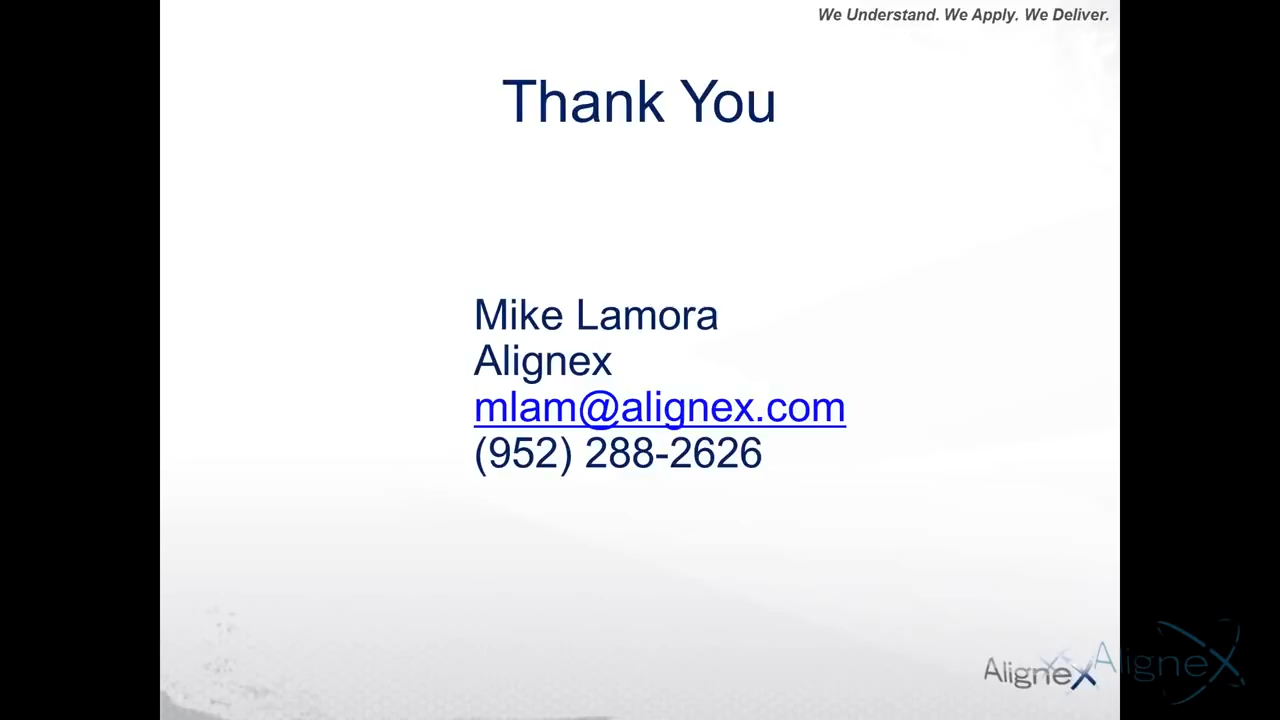 We Understand. We Apply. We Deliver.
Thank You
Mike Lamora
Alignex
mlam@alignex.com
(952) 288-2626
Alignex
Alignex